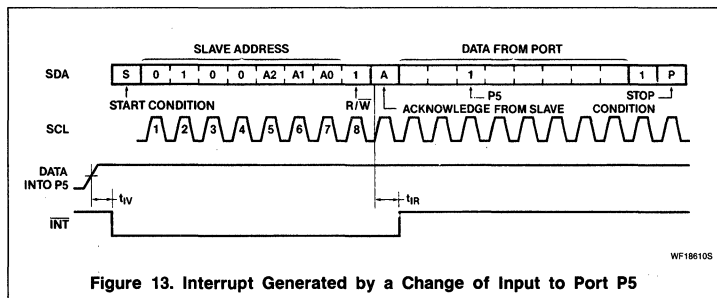 SLAVE ADDRESS DATA FROM PORT
SDA S 0 1 0 0 A2 A1 A0 1 A 1 1 P
START CONDITION R/W̅ P5 STOP
ACKNOWLEDGE FROM SLAVE CONDITION
SCL 1 2 3 4 5 6 7 8
DATA
INTO P5
tIV tIR
I̅N̅T̅
WF18610S
Figure 13. Interrupt Generated by a Change of Input to Port P5